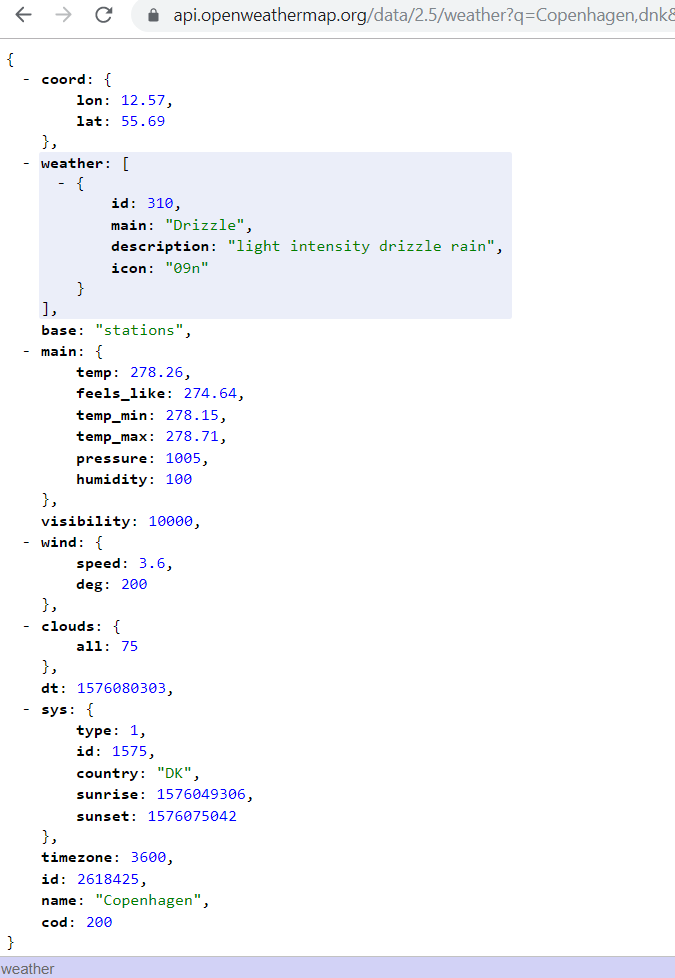 api.openweathermap.org/data/2.5/weather?q=Copenhagen,dnk&
{
- coord: {
lon: 12.57,
lat: 55.69
},
- weather: [
- {
id: 310,
main: "Drizzle",
description: "light intensity drizzle rain",
icon: "09n"
}
],
base: "stations",
- main: {
temp: 278.26,
feels_like: 274.64,
temp_min: 278.15,
temp_max: 278.71,
pressure: 1005,
humidity: 100
},
visibility: 10000,
- wind: {
speed: 3.6,
deg: 200
},
- clouds: {
all: 75
},
dt: 1576080303,
- sys: {
type: 1,
id: 1575,
country: "DK",
sunrise: 1576049306,
sunset: 1576075042
},
timezone: 3600,
id: 2618425,
name: "Copenhagen",
cod: 200
}
weather